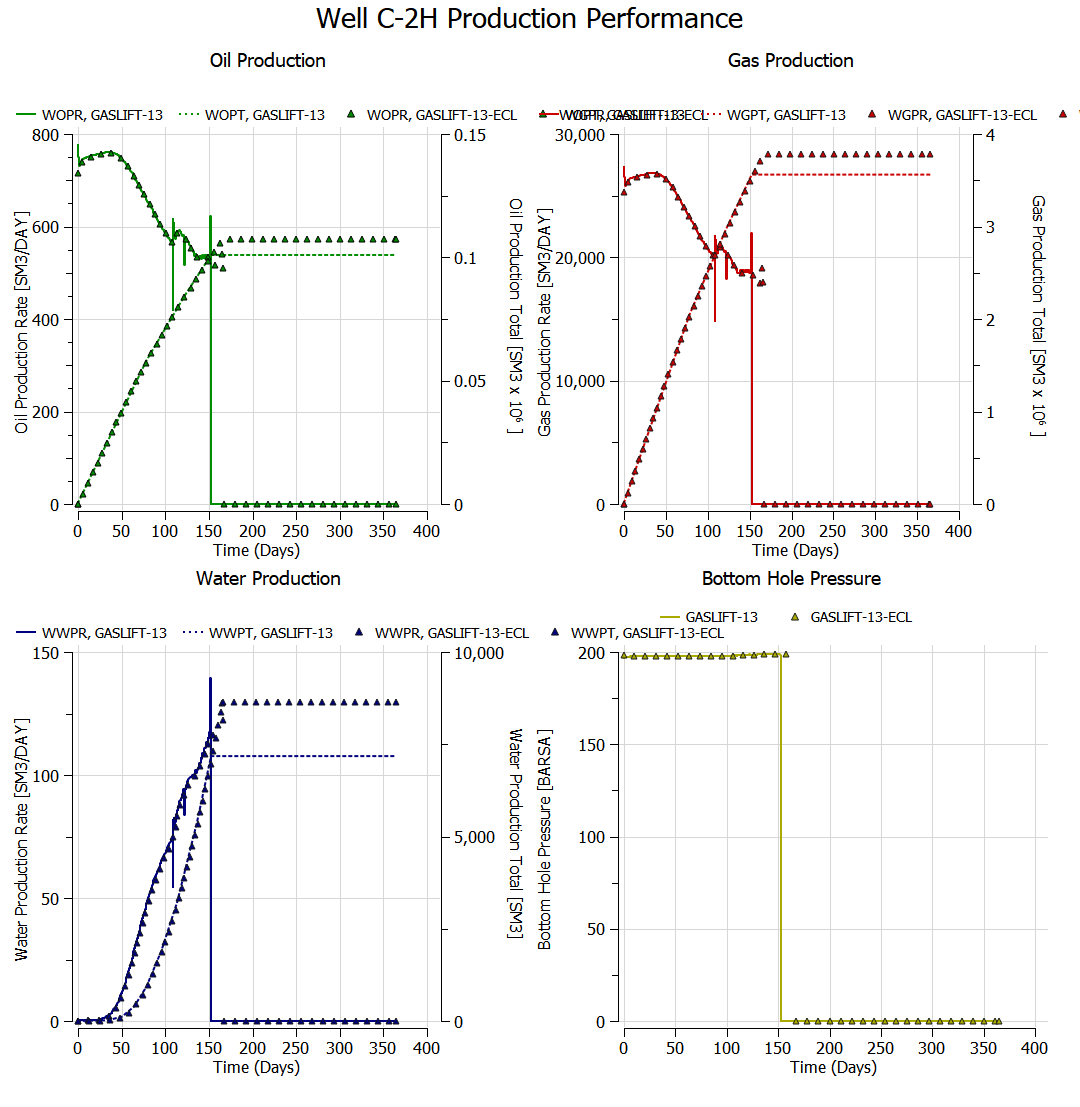 Well C-2H Production Performance
Oil Production
WOPR, GASLIFT-13 WOPT, GASLIFT-13 WOPR, GASLIFT-13-ECL WOPT, GASLIFT-13-ECL
800
600
400
200
0
0.15
0.1
0.05
0
Oil Production Rate [SM3/DAY]
Oil Production Total [SM3 x 10⁶ ]
0 50 100 150 200 250 300 350 400
Time (Days)
Gas Production
WGPR, GASLIFT-13 WGPT, GASLIFT-13 WGPR, GASLIFT-13-ECL
30,000
20,000
10,000
0
4
3
2
1
0
Gas Production Rate [SM3/DAY]
Gas Production Total [SM3 x 10⁶ ]
0 50 100 150 200 250 300 350 400
Time (Days)
Water Production
WWPR, GASLIFT-13 WWPT, GASLIFT-13 WWPR, GASLIFT-13-ECL WWPT, GASLIFT-13-ECL
150
100
50
0
10,000
5,000
0
Water Production Rate [SM3/DAY]
Water Production Total [SM3]
0 50 100 150 200 250 300 350 400
Time (Days)
Bottom Hole Pressure
GASLIFT-13 GASLIFT-13-ECL
200
150
100
50
0
Bottom Hole Pressure [BARSA]
0 50 100 150 200 250 300 350 400
Time (Days)